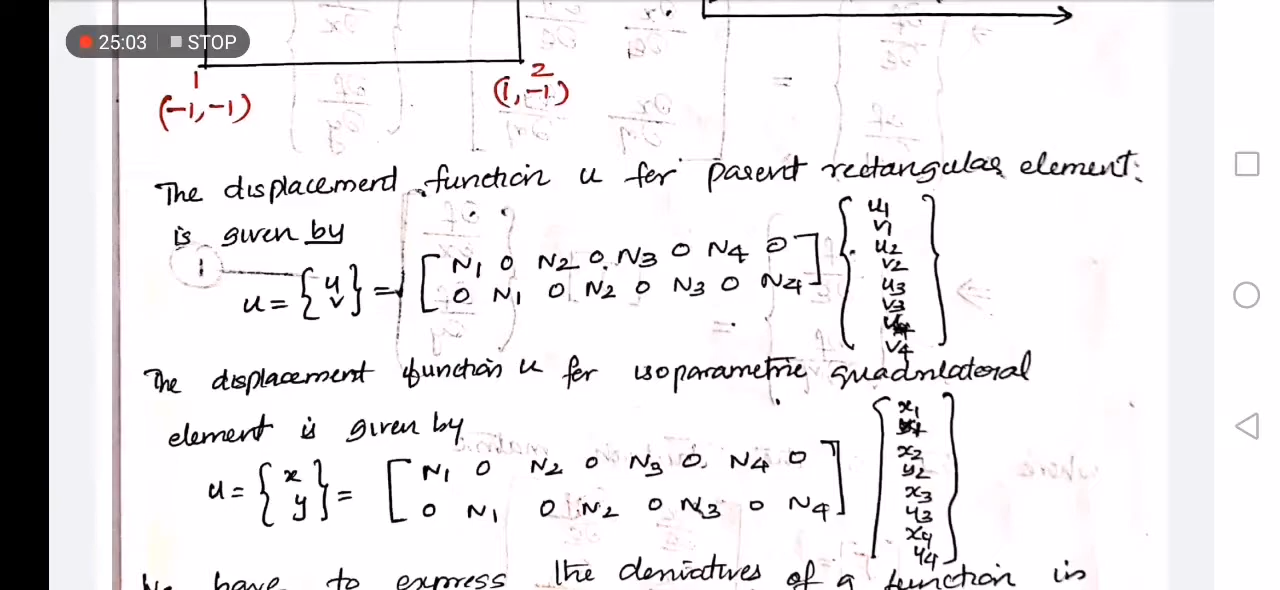 25:03 STOP
1 2
(-1,-1) (1,-1)
The displacement function u for parent rectangular element:
is given by
1
u = { u v } = [ N1 0 N2 0 N3 0 N4 0
0 N1 0 N2 0 N3 0 N4 ] { u1
v1
u2
v2
u3
v3
u4
v4 }
The displacement function u for isoparametric quadrilateral
element is given by
u = { x y } = [ N1 0 N2 0 N3 0 N4 0
0 N1 0 N2 0 N3 0 N4 ] { x1
y1
x2
y2
x3
y3
x4
y4 }
We have to express the derivatives of a function in